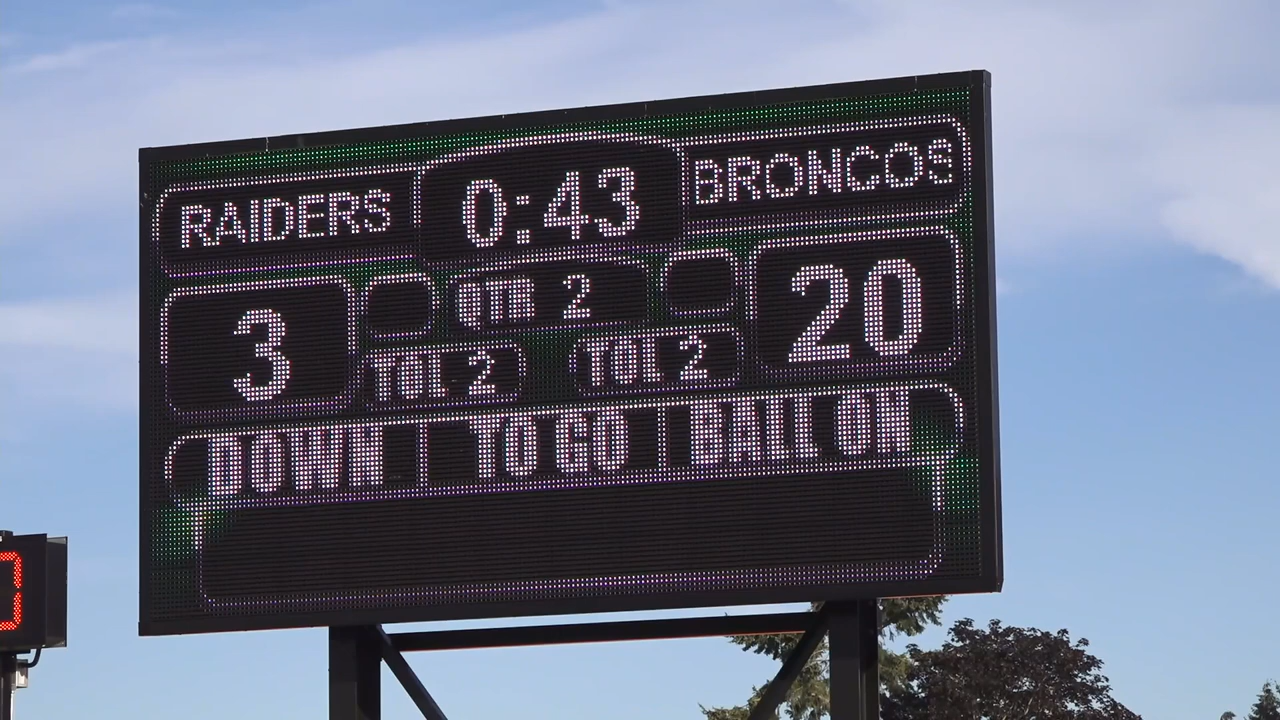 RAIDERS 0:43 BRONCOS
3 QTR 2 20
TOL 2 TOL 2
DOWN TO GO BALL ON